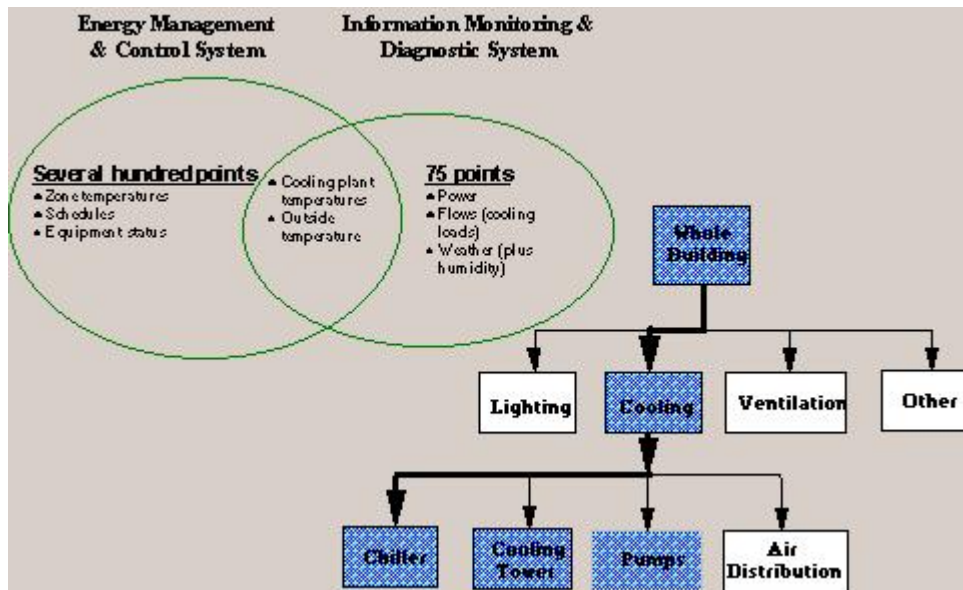 Energy Management
& Control System
Information Monitoring &
Diagnostic System
Several hundred points
Zone temperatures
Schedules
Equipment status
Cooling plant
temperatures
Outside
temperature
75 points
Power
Flows (cooling
loads)
Weather (plus
humidity)
Whole
Building
Lighting
Cooling
Ventilation
Other
Chiller
Cooling
Tower
Pumps
Air
Distribution